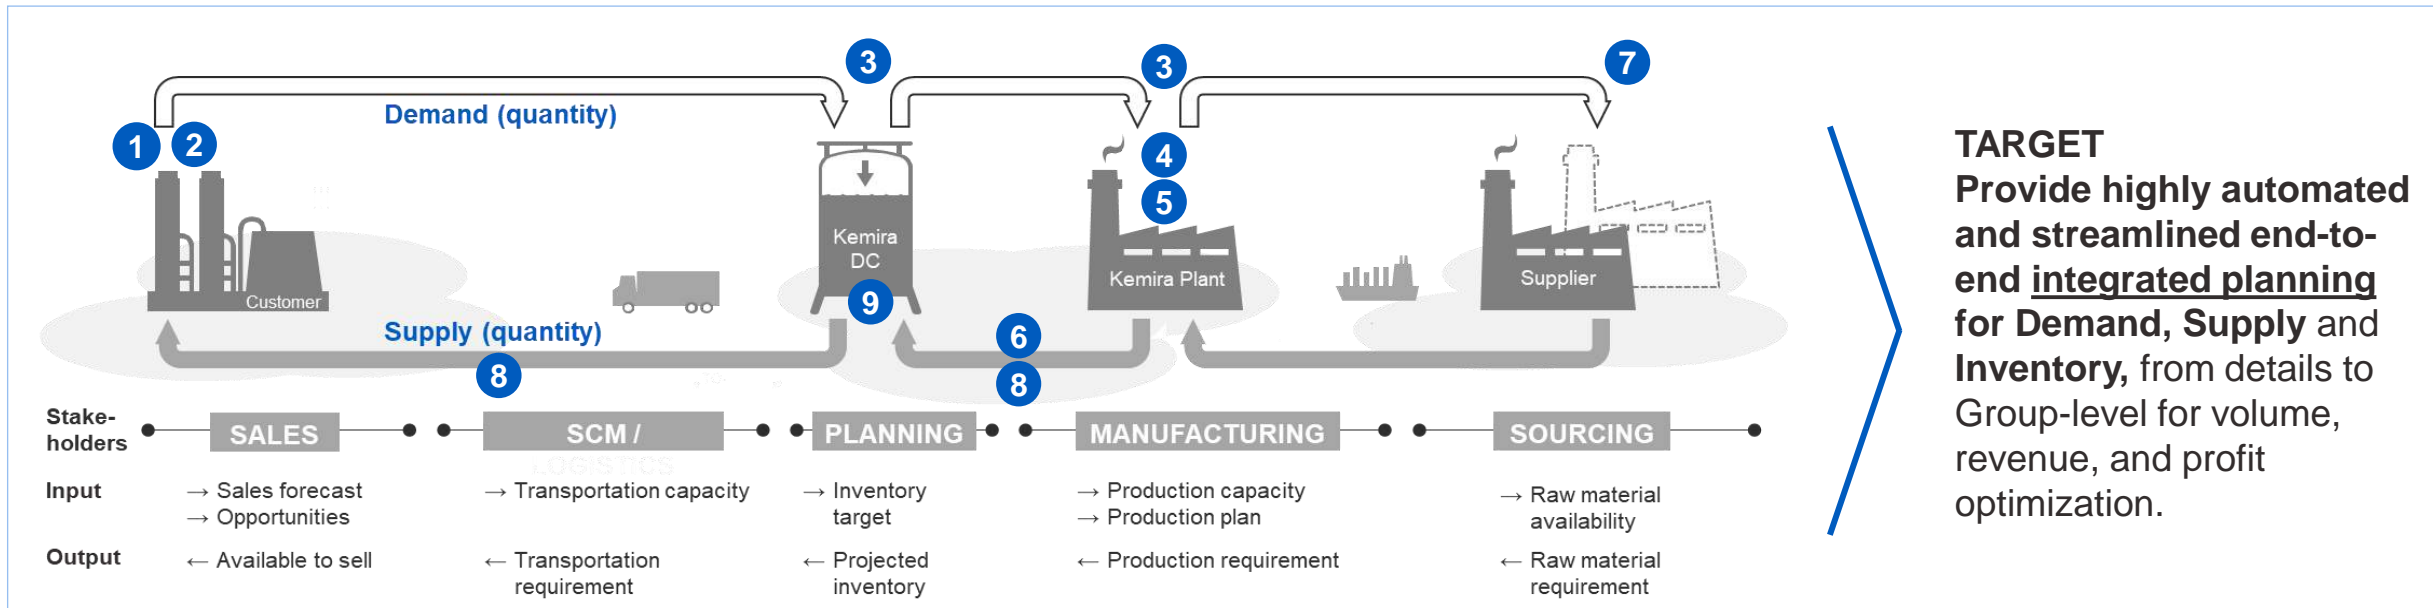 3
3
7
Demand (quantity)
1
2
4
5
Kemira
DC
Kemira Plant
Supplier
Customer
9
Supply (quantity)
6
8
8
Stake-
holders
SALES
SCM /
LOGISTICS
PLANNING
MANUFACTURING
SOURCING
Input
→ Sales forecast
→ Opportunities
→ Transportation capacity
→ Inventory
target
→ Production capacity
→ Production plan
→ Raw material
availability
Output
← Available to sell
← Transportation
requirement
← Projected
inventory
← Production requirement
← Raw material
requirement
TARGET
Provide highly automated
and streamlined end-to-
end integrated planning
for Demand, Supply and
Inventory, from details to
Group-level for volume,
revenue, and profit
optimization.